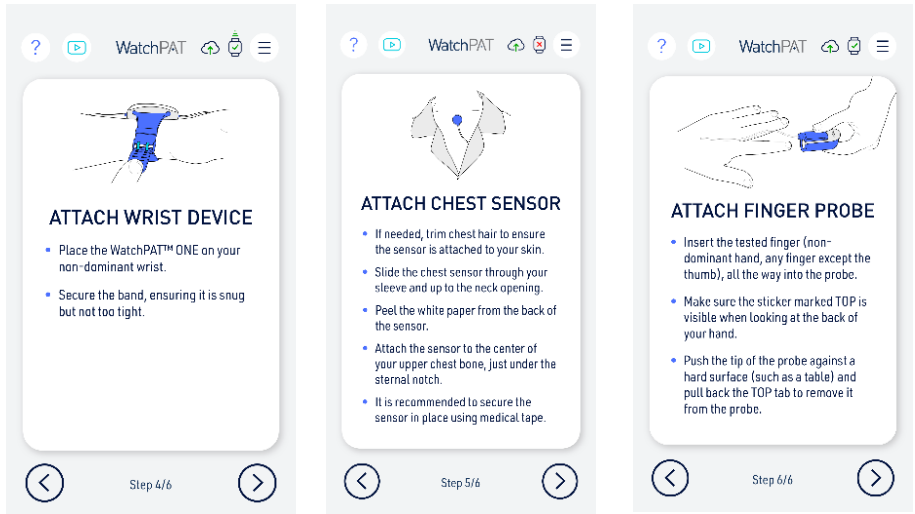 ?
WatchPAT
ATTACH WRIST DEVICE
• Place the WatchPAT™ ONE on your
non-dominant wrist.
• Secure the band, ensuring it is snug
but not too tight.
Step 4/6
?
WatchPAT
ATTACH CHEST SENSOR
• If needed, trim chest hair to ensure
the sensor is attached to your skin.
• Slide the chest sensor through your
sleeve and up to the neck opening.
• Peel the white paper from the back of
the sensor.
• Attach the sensor to the center of
your upper chest bone, just under the
sternal notch.
• It is recommended to secure the
sensor in place using medical tape.
Step 5/6
?
WatchPAT
ATTACH FINGER PROBE
• Insert the tested finger (non-
dominant hand, any finger except the
thumb), all the way into the probe.
• Make sure the sticker marked TOP is
visible when looking at the back of
your hand.
• Push the tip of the probe against a
hard surface (such as a table) and
pull back the TOP tab to remove it
from the probe.
Step 6/6